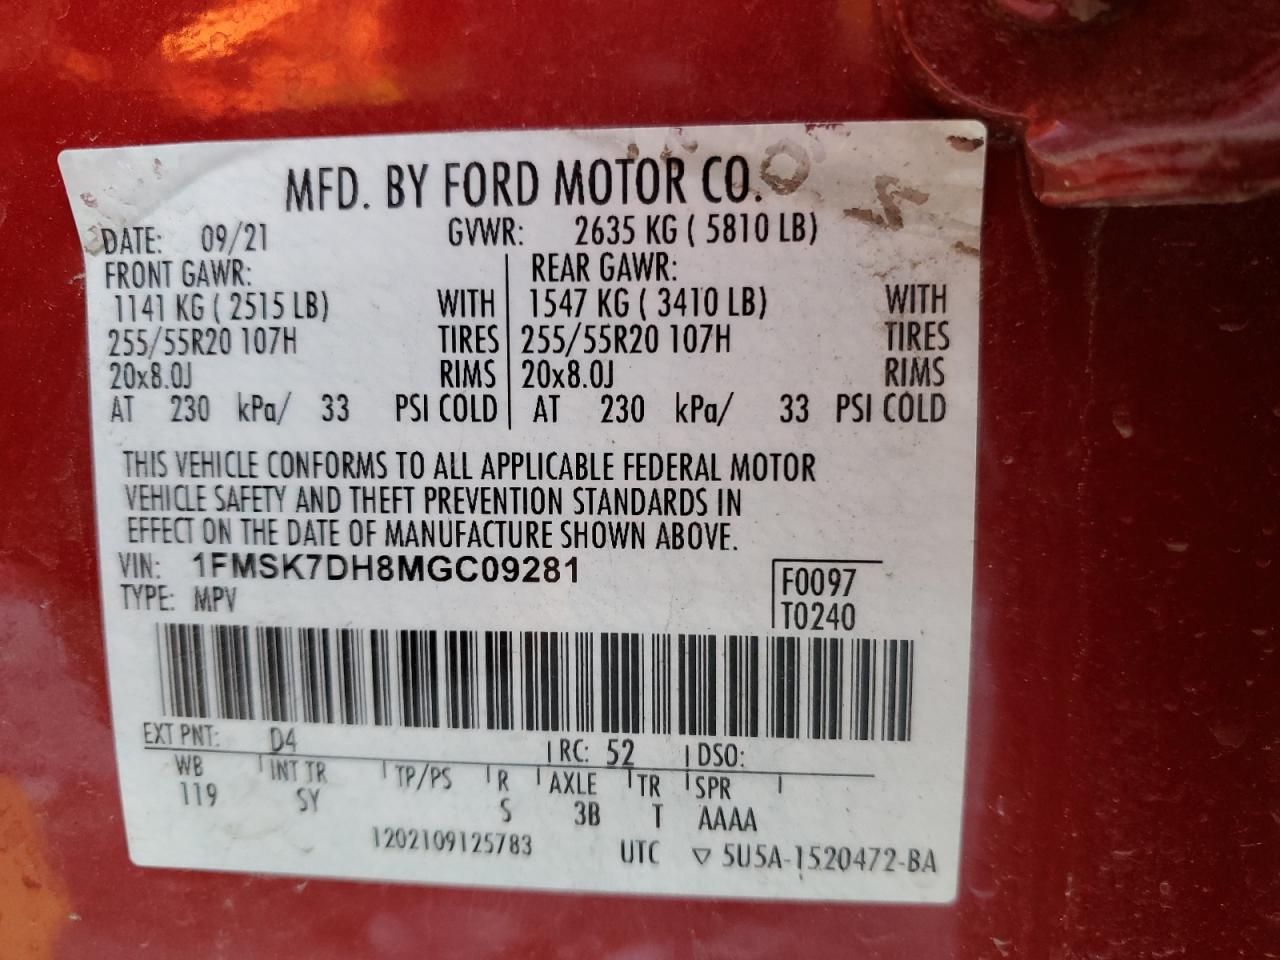 MFD. BY FORD MOTOR CO.
DATE: 09/21 GVWR: 2635 KG ( 5810 LB)
FRONT GAWR: REAR GAWR:
1141 KG ( 2515 LB) WITH 1547 KG ( 3410 LB) WITH
255/55R20 107H TIRES 255/55R20 107H TIRES
20x8.0J RIMS 20x8.0J RIMS
AT 230 kPa/ 33 PSI COLD AT 230 kPa/ 33 PSI COLD
THIS VEHICLE CONFORMS TO ALL APPLICABLE FEDERAL MOTOR
VEHICLE SAFETY AND THEFT PREVENTION STANDARDS IN
EFFECT ON THE DATE OF MANUFACTURE SHOWN ABOVE.
VIN: 1FMSK7DH8MGC09281
TYPE: MPV
F0097
T0240
EXT PNT: D4 RC: 52 DSO:
WB INT TR TP/PS R AXLE TR SPR
119 SY S 3B T AAAA
1202109125783 UTC ▽ 5U5A-1520472-BA